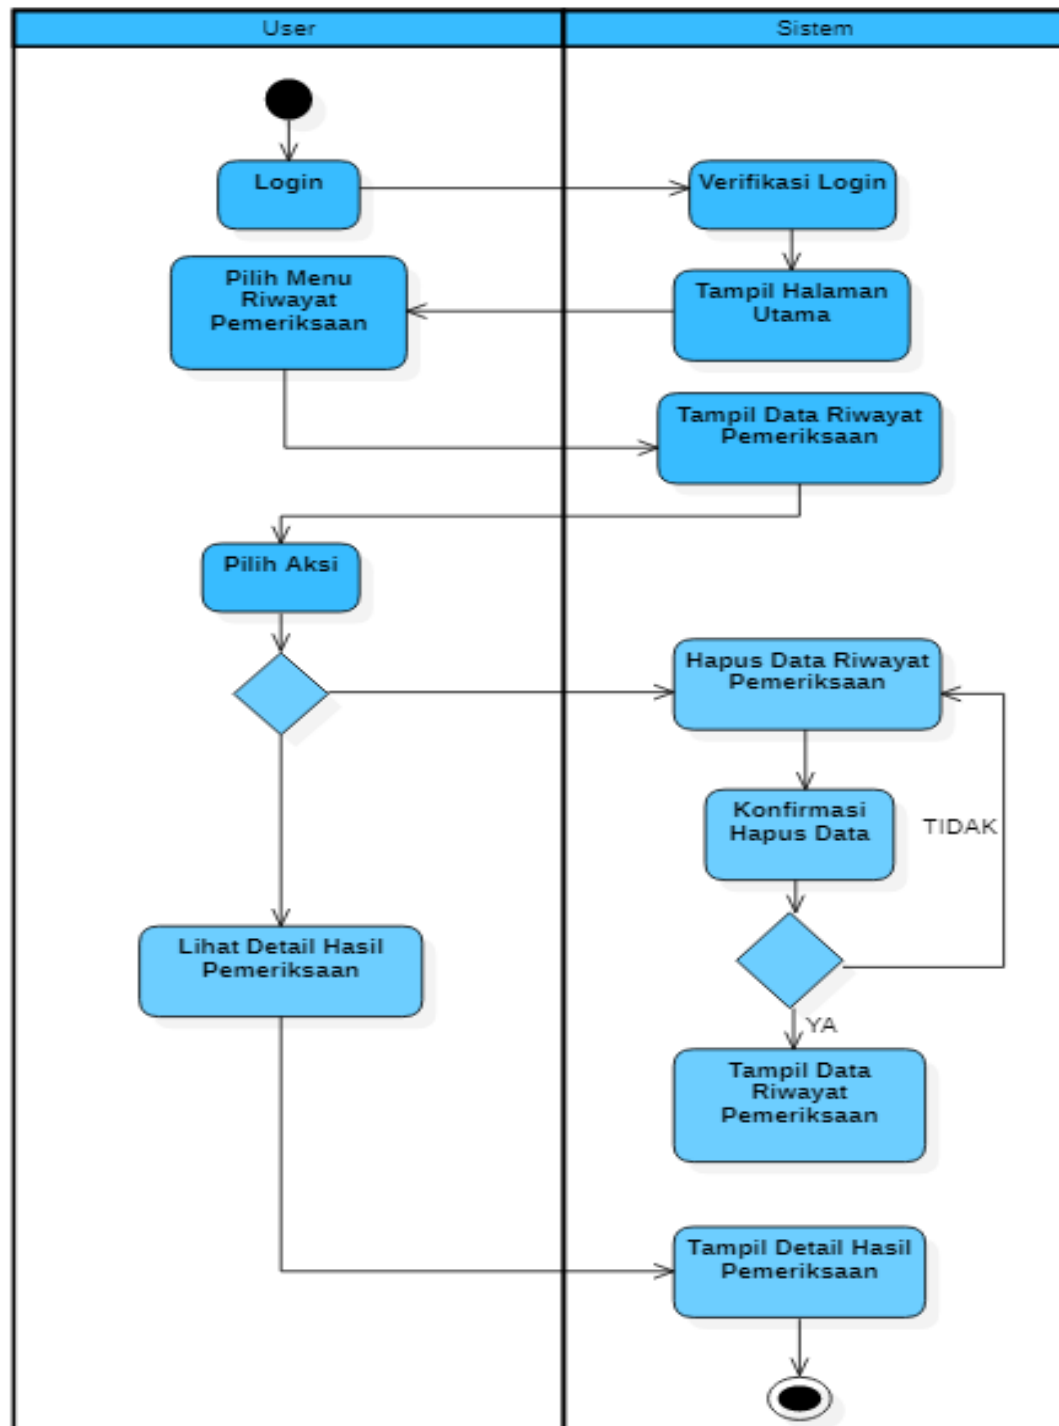 User
Sistem
Login
Verifikasi Login
Pilih Menu
Riwayat
Pemeriksaan
Tampil Halaman
Utama
Tampil Data Riwayat
Pemeriksaan
Pilih Aksi
Hapus Data Riwayat
Pemeriksaan
Konfirmasi
Hapus Data
TIDAK
Lihat Detail Hasil
Pemeriksaan
YA
Tampil Data
Riwayat
Pemeriksaan
Tampil Detail Hasil
Pemeriksaan